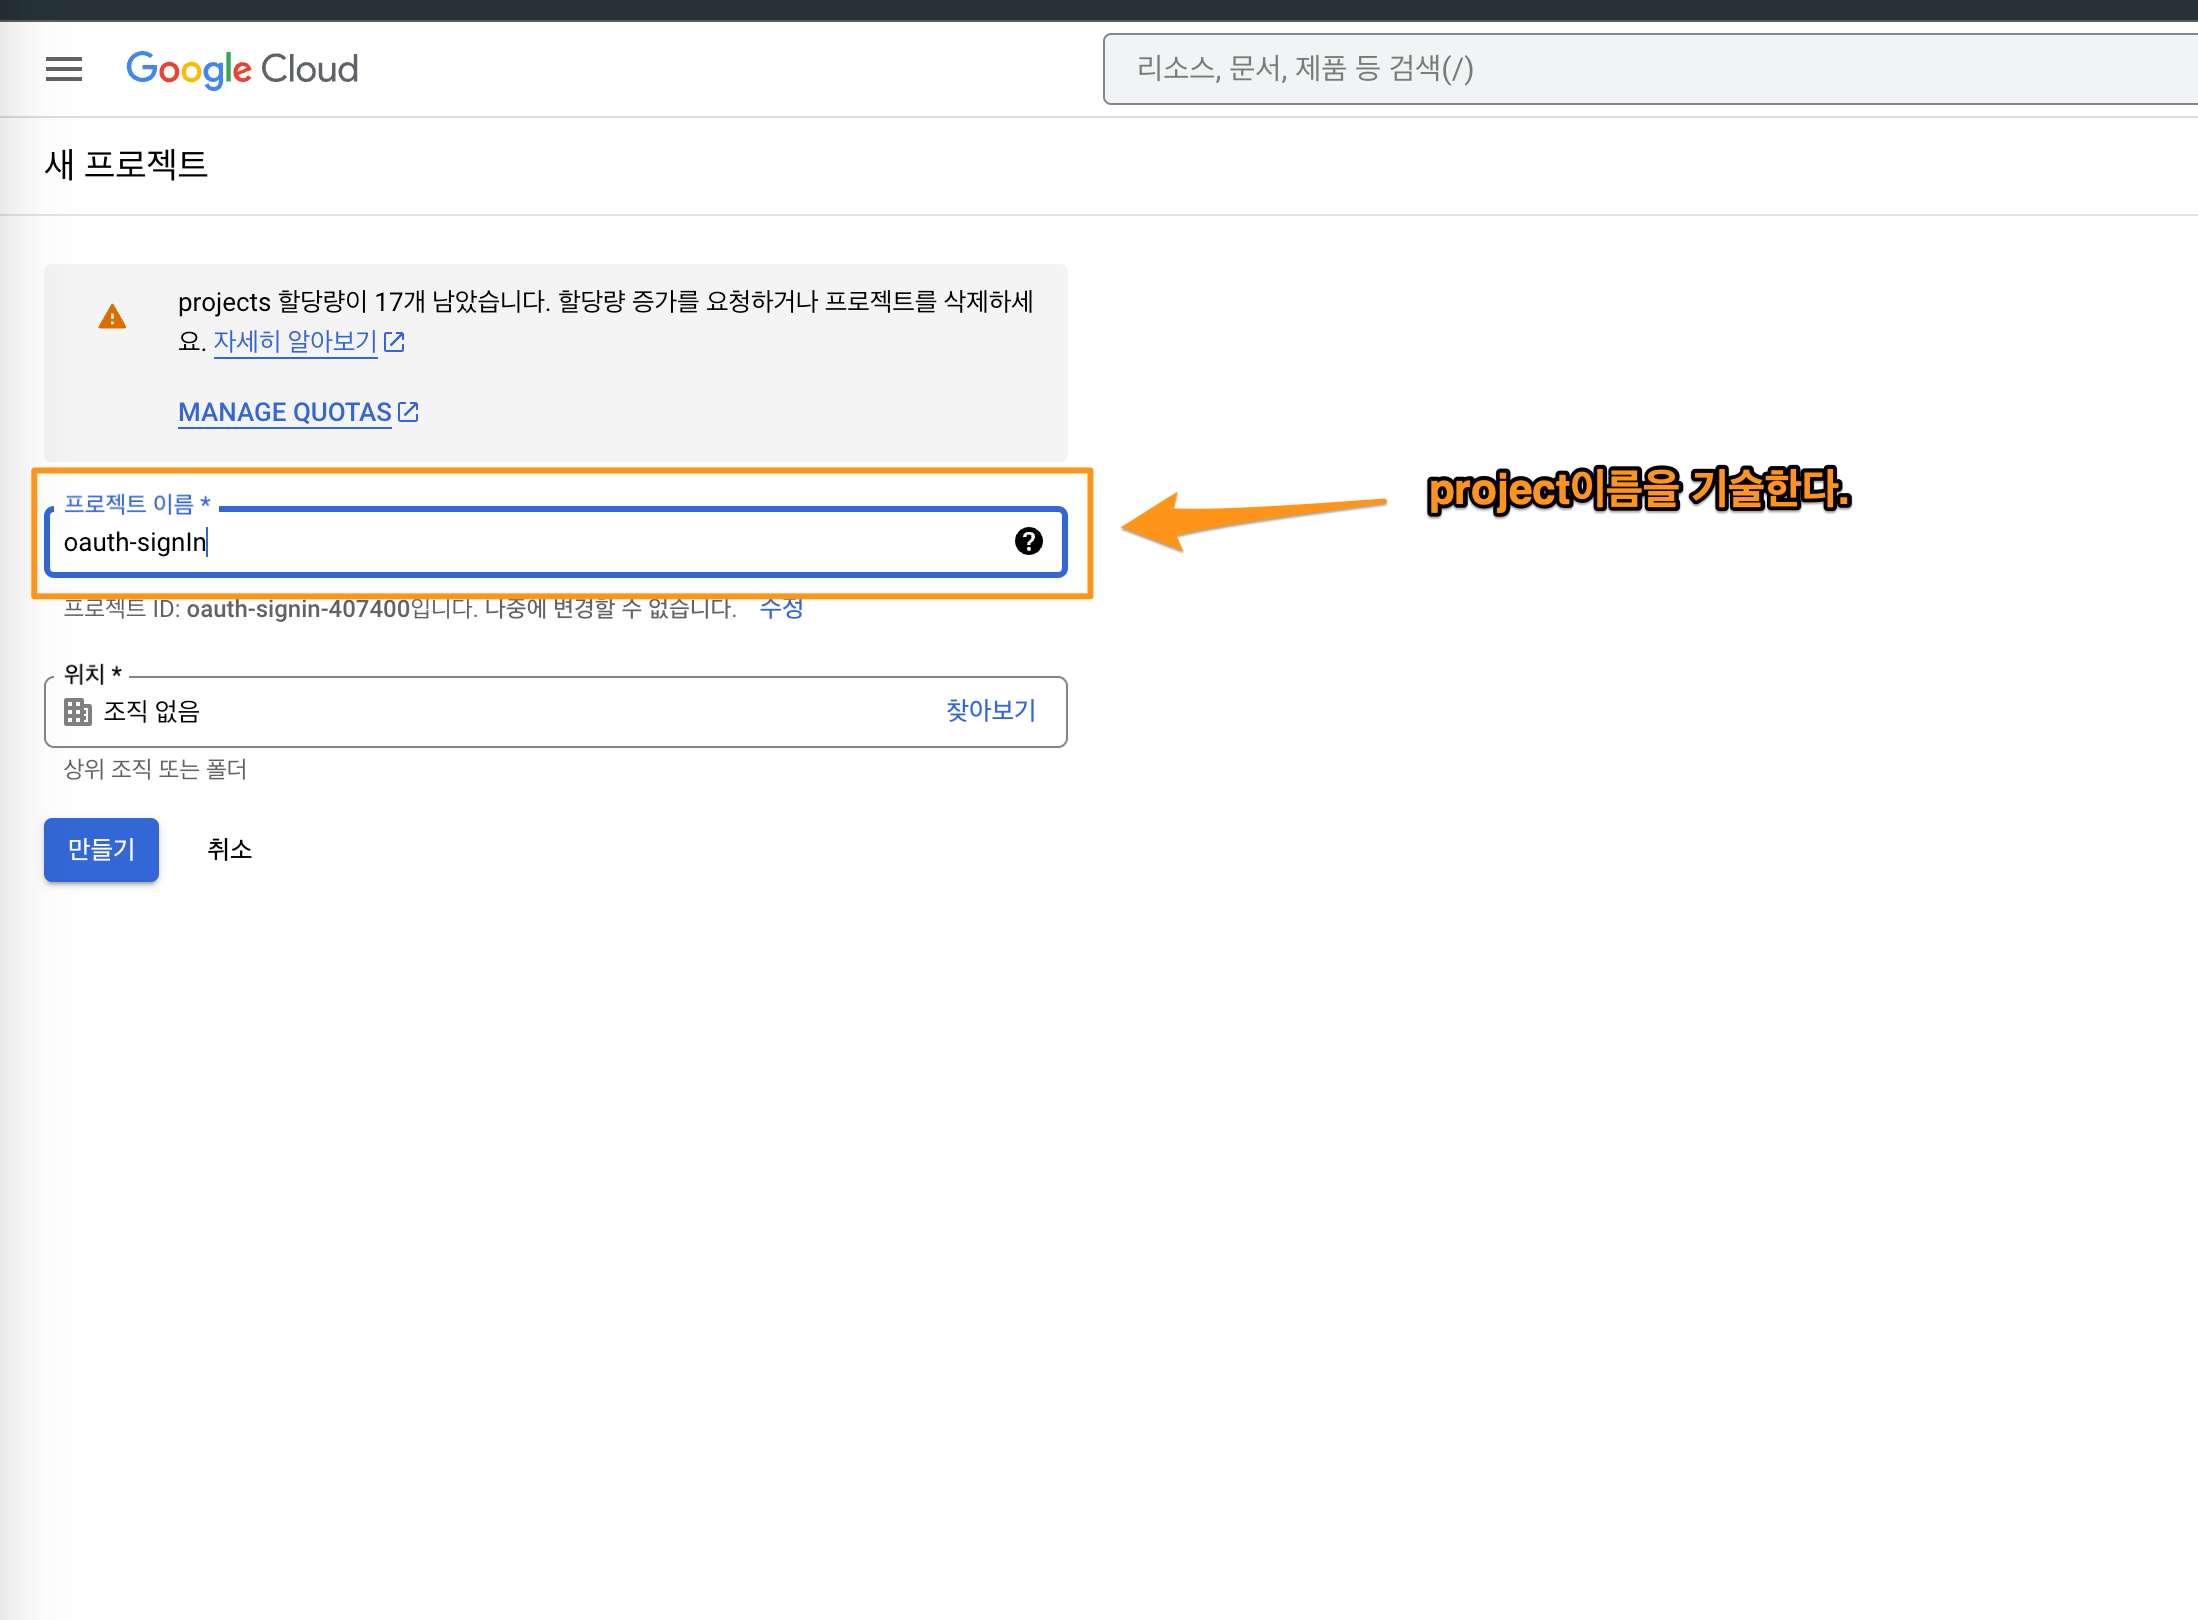 Google Cloud
리소스, 문서, 제품 등 검색(/)
새 프로젝트
projects 할당량이 17개 남았습니다. 할당량 증가를 요청하거나 프로젝트를 삭제하세
요. 자세히 알아보기
MANAGE QUOTAS
프로젝트 이름 *
oauth-signIn
project이름을 기술한다.
프로젝트 ID: oauth-signin-407400입니다. 나중에 변경할 수 없습니다. 수정
위치 *
조직 없음 찾아보기
상위 조직 또는 폴더
만들기 취소